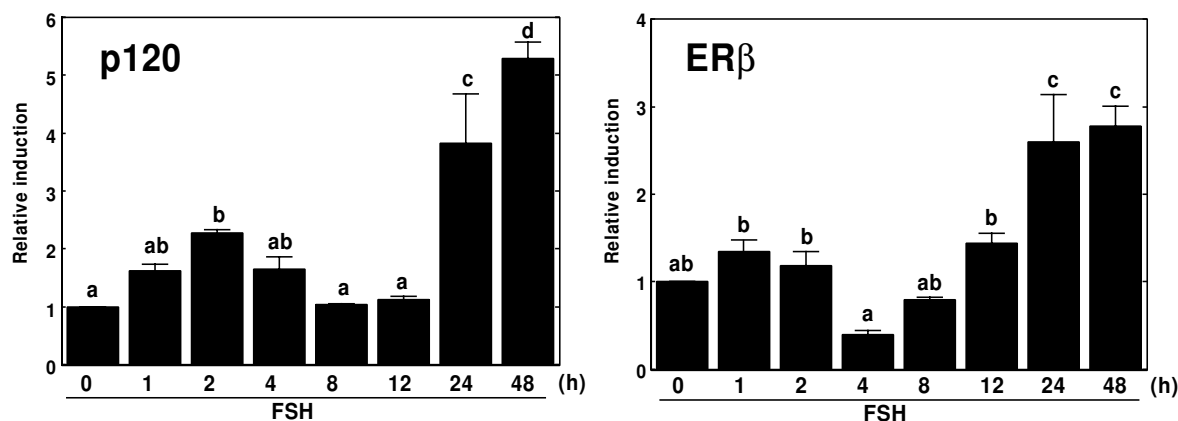 p120
Relative induction
6
5
4
3
2
1
0
a
ab
b
ab
a
a
c
d
0 1 2 4 8 12 24 48 (h)
FSH
ERβ
Relative induction
4
3
2
1
0
ab
b
b
a
ab
b
c
c
0 1 2 4 8 12 24 48 (h)
FSH